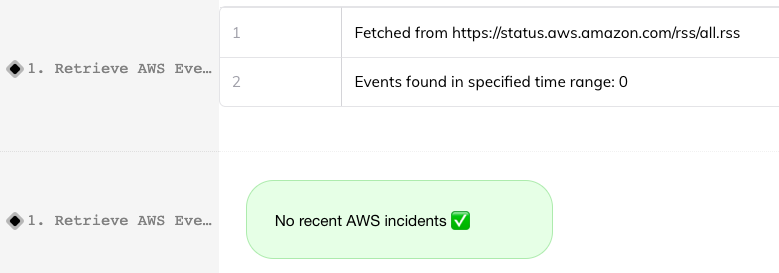 1. Retrieve AWS Eve…
1 Fetched from https://status.aws.amazon.com/rss/all.rss
2 Events found in specified time range: 0
1. Retrieve AWS Eve…
No recent AWS incidents ✅